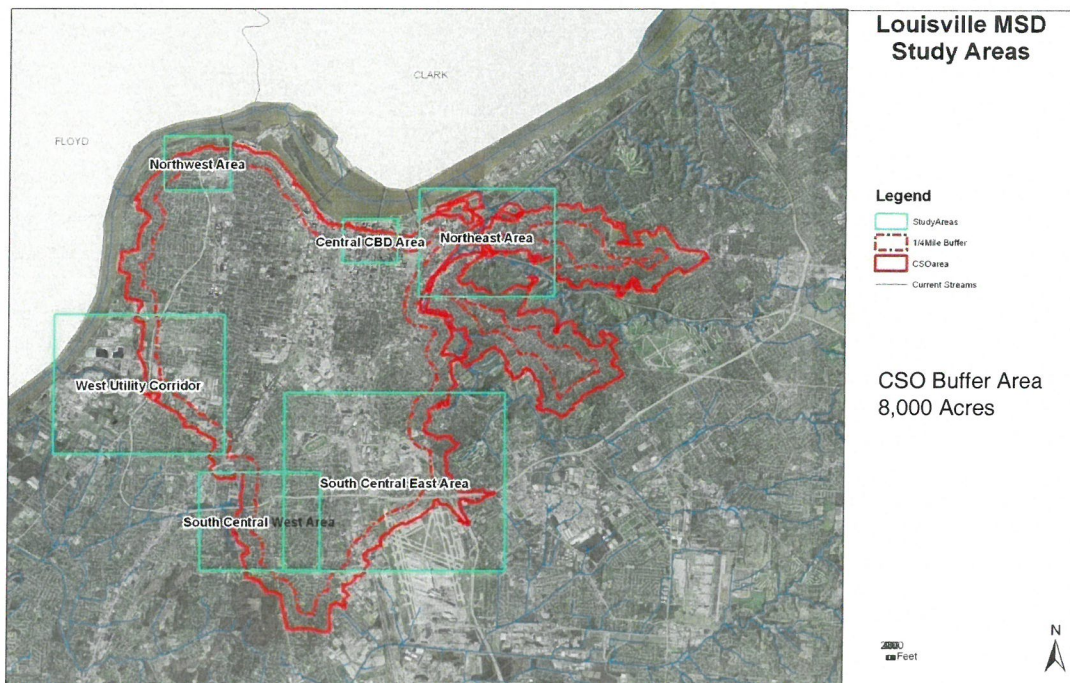 Louisville MSD
Study Areas
CLARK
FLOYD
Northwest Area
Central CBD Area
Northeast Area
West Utility Corridor
South Central East Area
South Central West Area
Legend
StudyAreas
1/4Mile Buffer
CSOarea
Current Streams
CSO Buffer Area
8,000 Acres
N
Feet